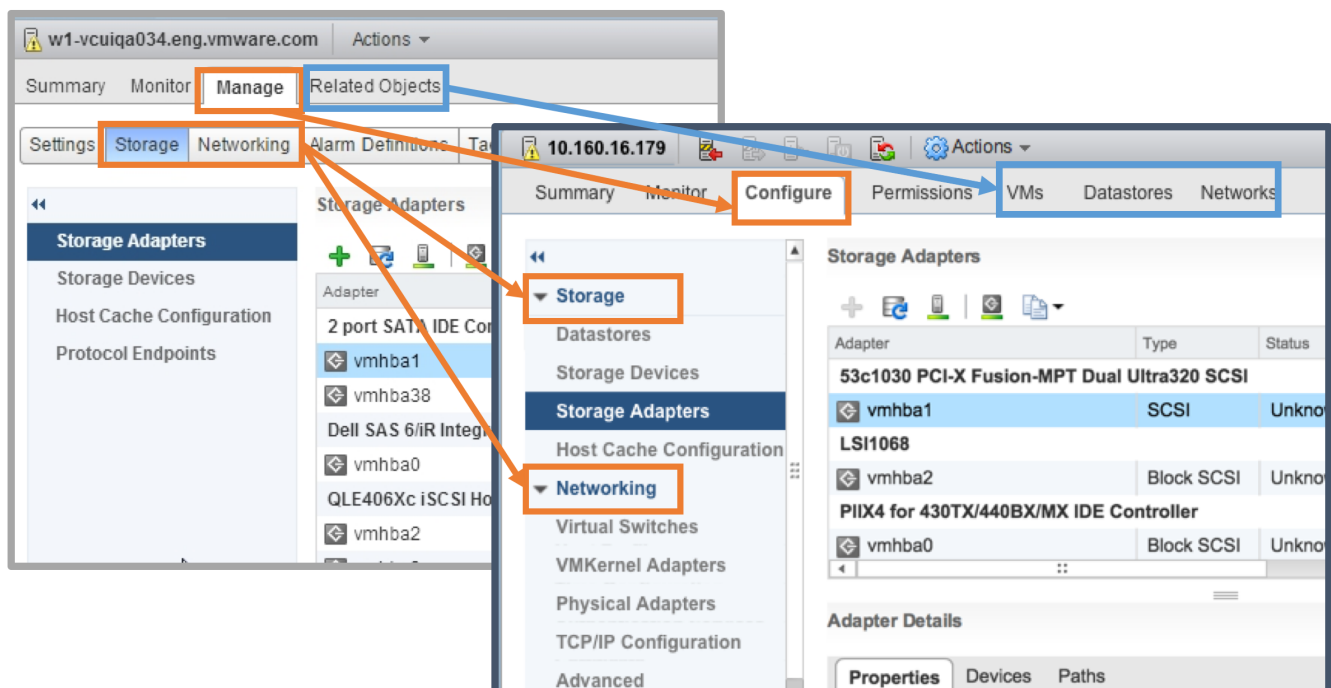 w1-vcuiqa034.eng.vmware.com Actions
Summary Monitor Manage Related Objects
Settings Storage Networking Alarm Definitions
Storage Adapters
Storage Devices
Host Cache Configuration
Protocol Endpoints
Storage Adapters
Adapter
2 port SATA IDE
vmhba1
vmhba38
Dell SAS 6/iR
vmhba0
QLE406Xc iSCSI
vmhba2
10.160.16.179 Actions
Summary Monitor Configure Permissions VMs Datastores Networks
Storage
Datastores
Storage Devices
Storage Adapters
Host Cache Configuration
Networking
Virtual Switches
VMKernel Adapters
Physical Adapters
TCP/IP Configuration
Advanced
Storage Adapters
Adapter Type Status
53c1030 PCI-X Fusion-MPT Dual Ultra320 SCSI
vmhba1 SCSI
LSI1068
vmhba2 Block SCSI
PIIX4 for 430TX/440BX/MX IDE Controller
vmhba0 Block SCSI
Adapter Details
Properties Devices Paths